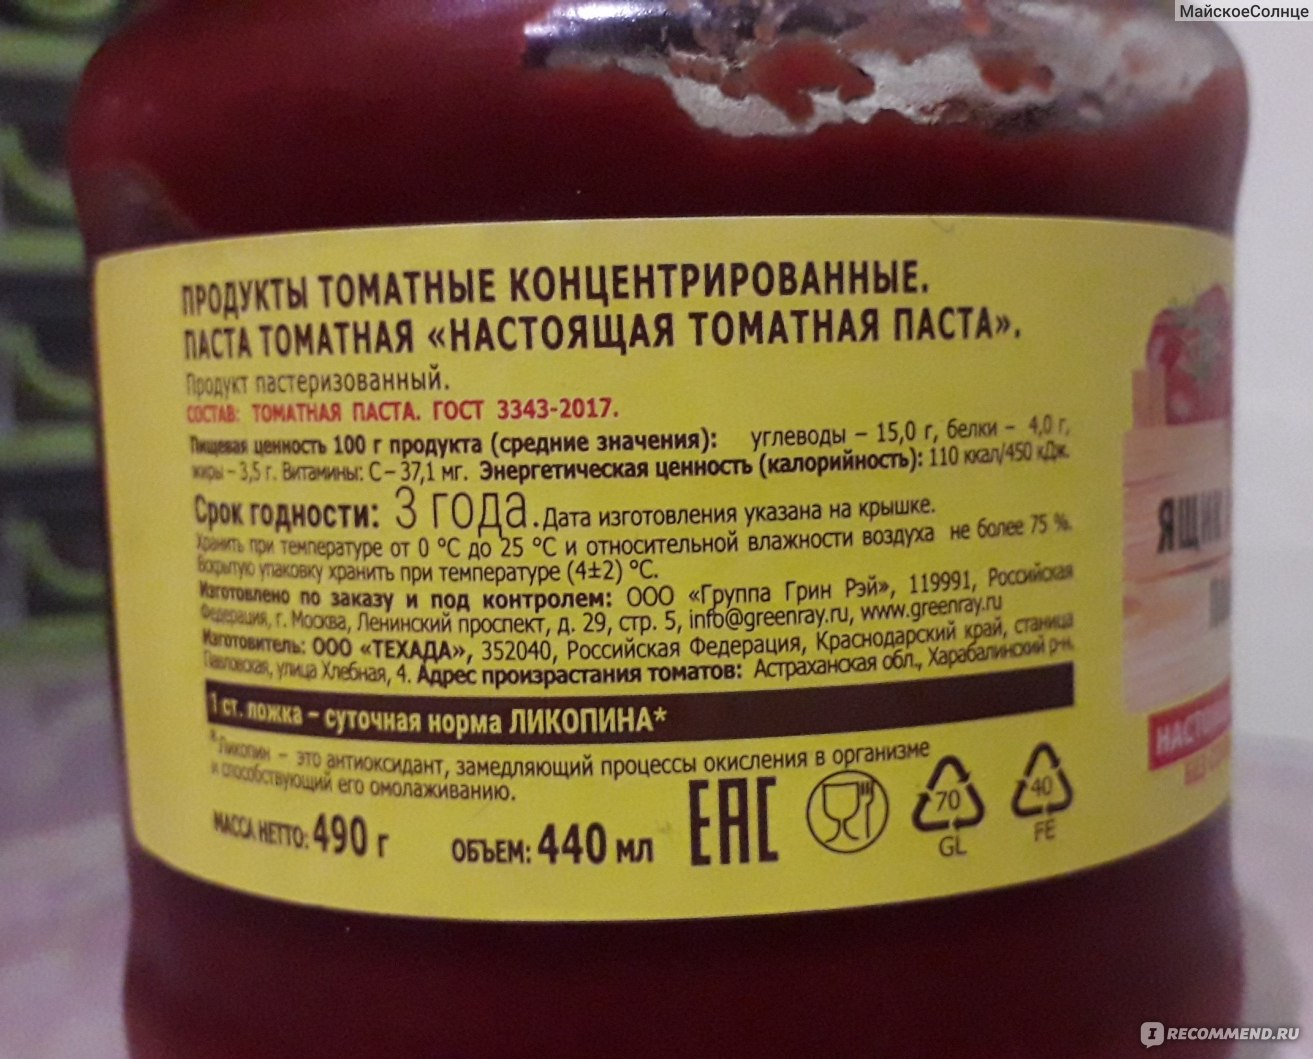 МайскоеСолнце
ПРОДУКТЫ ТОМАТНЫЕ КОНЦЕНТРИРОВАННЫЕ.
ПАСТА ТОМАТНАЯ «НАСТОЯЩАЯ ТОМАТНАЯ ПАСТА».
Продукт пастеризованный.
СОСТАВ: ТОМАТНАЯ ПАСТА. ГОСТ 3343-2017.
Пищевая ценность 100 г продукта (средние значения): углеводы – 15,0 г, белки – 4,0 г,
жиры – 3,5 г. Витамины: С – 37,1 мг. Энергетическая ценность (калорийность): 110 ккал/450 кДж.
Срок годности: 3 года. Дата изготовления указана на крышке.
Хранить при температуре от 0 °С до 25 °С и относительной влажности воздуха не более 75 %.
Вскрытую упаковку хранить при температуре (4±2) °С.
Изготовлено по заказу и под контролем: ООО «Группа Грин Рэй», 119991, Российская
Федерация, г. Москва, Ленинский проспект, д. 29, стр. 5, info@greenray.ru, www.greenray.ru
Изготовитель: ООО «ТЕХАДА», 352040, Российская Федерация, Краснодарский край, станица
Павловская, улица Хлебная, 4. Адрес произрастания томатов: Астраханская обл., Харабалинский р-н.
1 ст. ложка – суточная норма ЛИКОПИНА*
*Ликопин – это антиоксидант, замедляющий процессы окисления в организме
и способствующий его омолаживанию.
МАССА НЕТТО: 490 г ОБЪЕМ: 440 мл
EAC
70
GL
40
FE
ЯЩИК
IRECOMMEND.RU